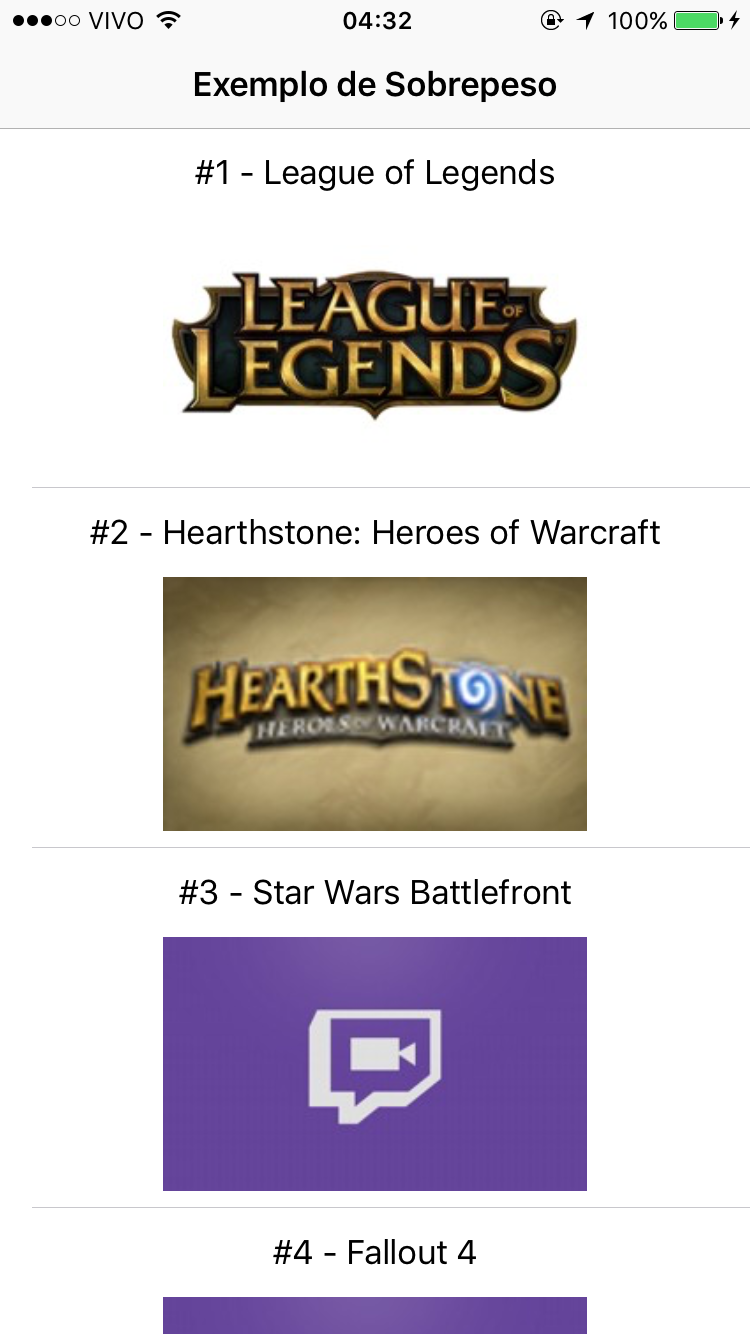 VIVO 04:32 100%
Exemplo de Sobrepeso
#1 - League of Legends
LEAGUE OF
LEGENDS
#2 - Hearthstone: Heroes of Warcraft
HEARTHSTONE
HEROES OF WARCRAFT
#3 - Star Wars Battlefront
#4 - Fallout 4